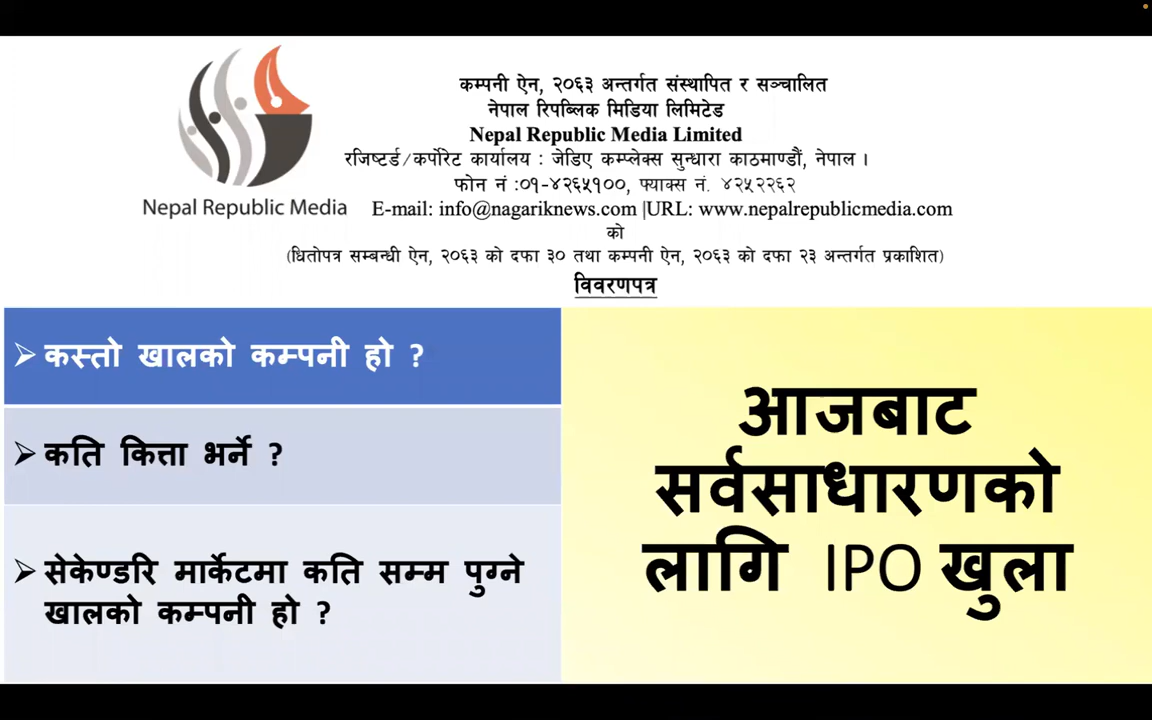 कम्पनी ऐन, २०६३ अन्तर्गत संस्थापित र सञ्चालित
नेपाल रिपब्लिक मिडिया लिमिटेड
Nepal Republic Media Limited
रजिष्टर्ड/कर्पोरेट कार्यालय : जेडिए कम्प्लेक्स सुन्धारा काठमाण्डौं, नेपाल ।
फोन नं :०१-४२६५१००, फ्याक्स नं. ४२५२२६२
Nepal Republic Media
E-mail: info@nagariknews.com |URL: www.nepalrepublicmedia.com
को
(धितोपत्र सम्बन्धी ऐन, २०६३ को दफा ३० तथा कम्पनी ऐन, २०६३ को दफा २३ अन्तर्गत प्रकाशित)
विवरणपत्र
➢ कस्तो खालको कम्पनी हो ?
➢ कति कित्ता भर्ने ?
➢ सेकेण्डरि मार्केटमा कति सम्म पुग्ने
खालको कम्पनी हो ?
आजबाट
सर्वसाधारणको
लागि IPO खुला